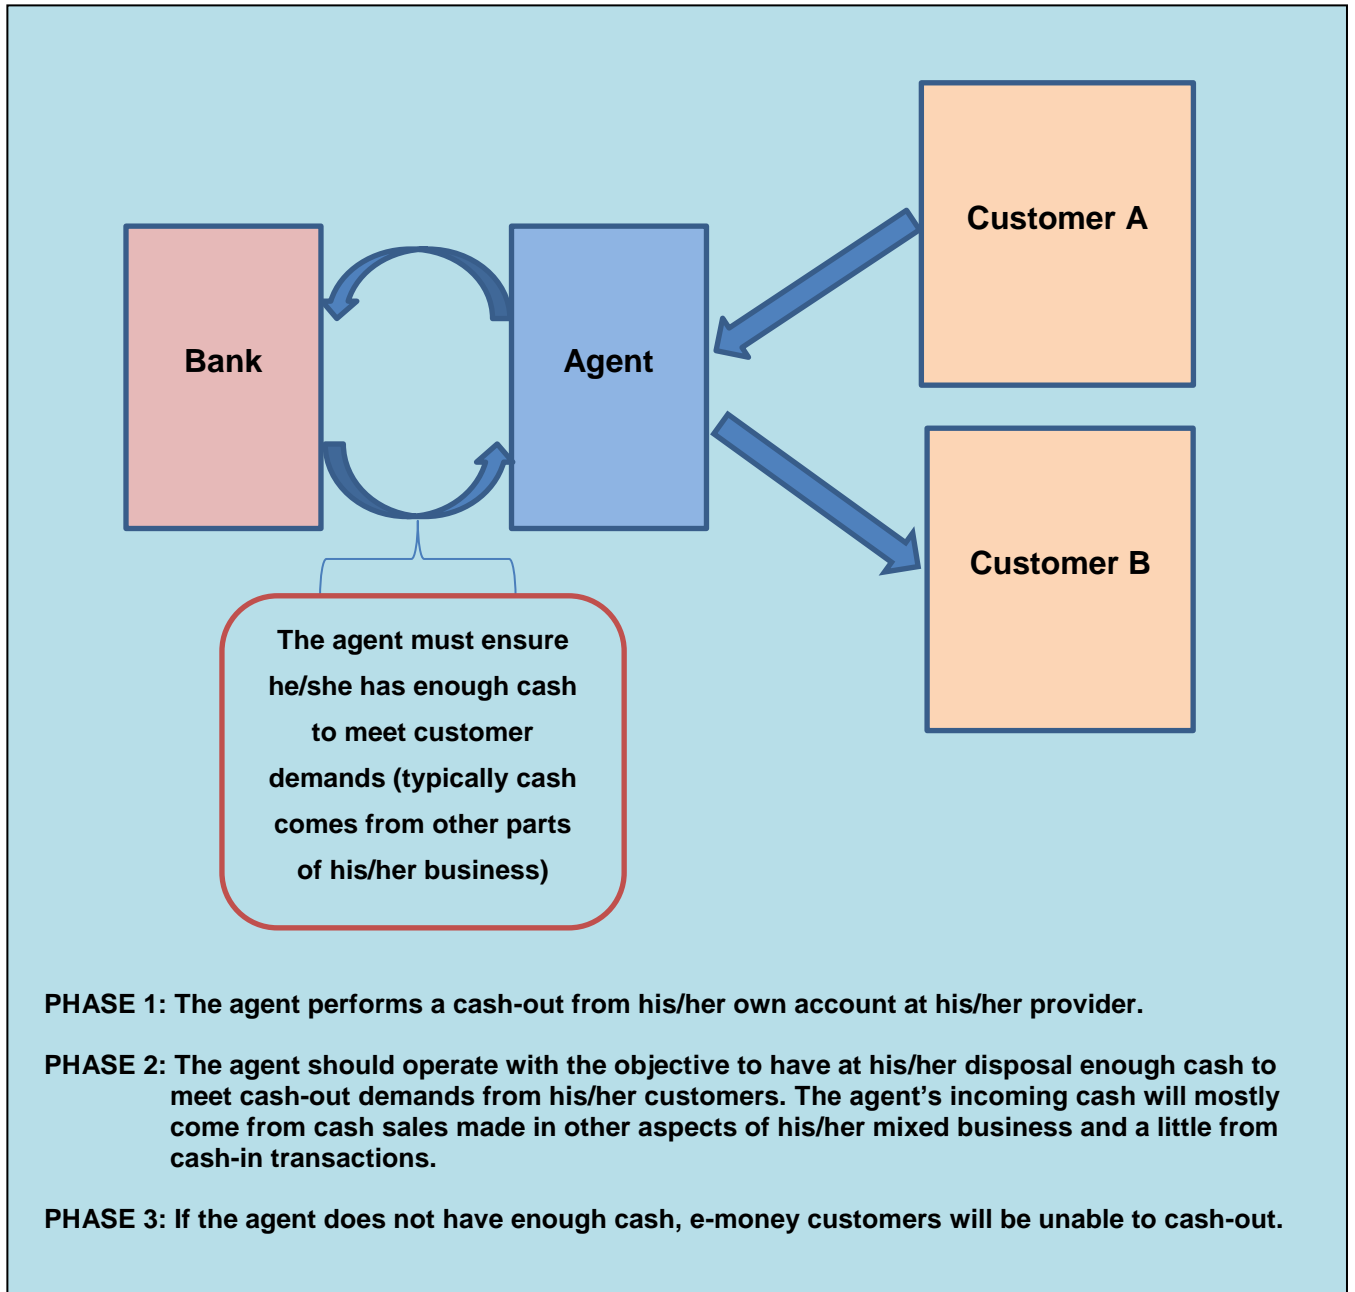 Customer A
Bank
Agent
Customer B
The agent must ensure
he/she has enough cash
to meet customer
demands (typically cash
comes from other parts
of his/her business)
PHASE 1: The agent performs a cash-out from his/her own account at his/her provider.
PHASE 2: The agent should operate with the objective to have at his/her disposal enough cash to
meet cash-out demands from his/her customers. The agent’s incoming cash will mostly
come from cash sales made in other aspects of his/her mixed business and a little from
cash-in transactions.
PHASE 3: If the agent does not have enough cash, e-money customers will be unable to cash-out.